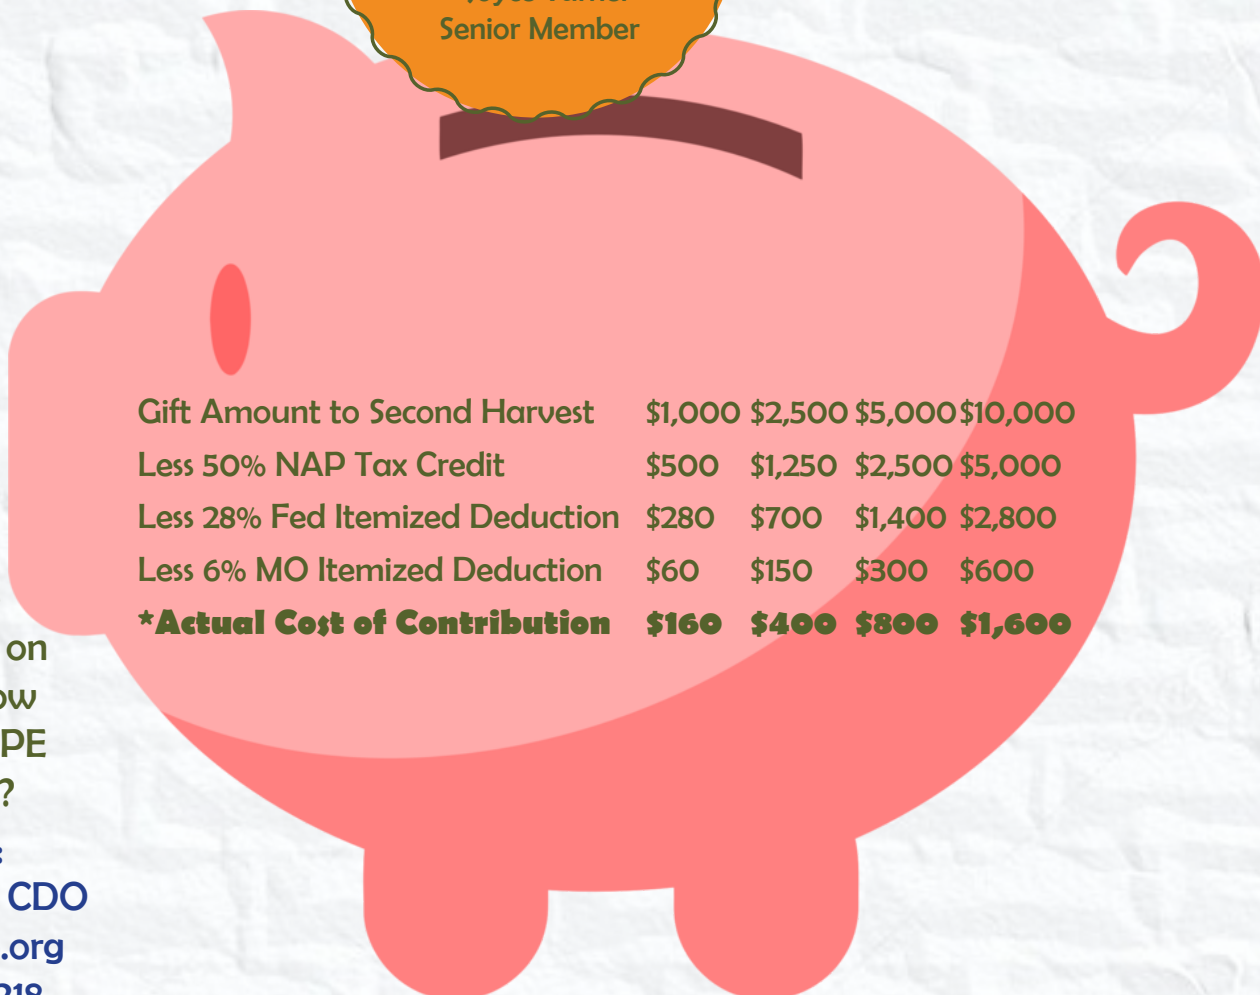 Senior Member
Gift Amount to Second Harvest $1,000 $2,500 $5,000 $10,000
Less 50% NAP Tax Credit $500 $1,250 $2,500 $5,000
Less 28% Fed Itemized Deduction $280 $700 $1,400 $2,800
Less 6% MO Itemized Deduction $60 $150 $300 $600
*Actual Cost of Contribution $160 $400 $800 $1,600
on
ow
PE
?
:
CDO
.org
218